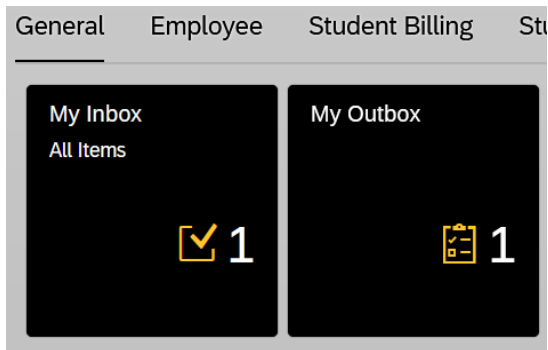 General Employee Student Billing
My Inbox
All Items
1
My Outbox
1